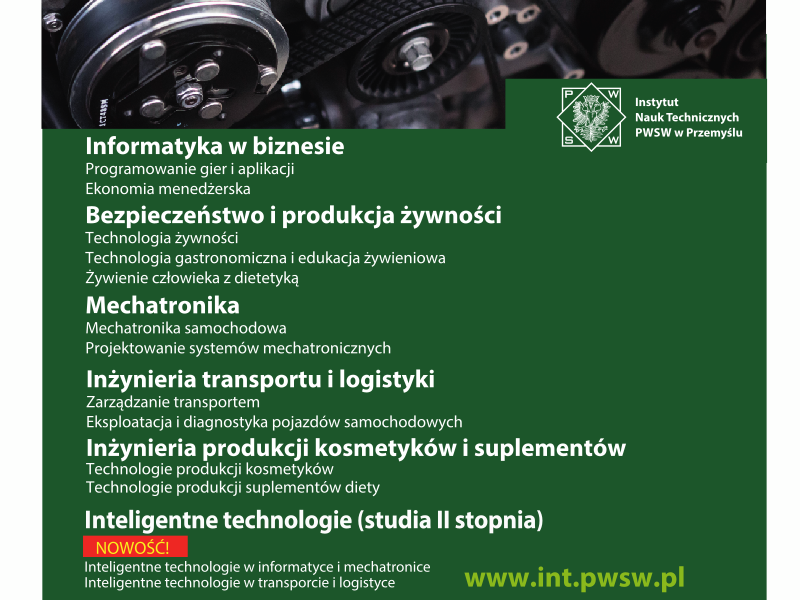 P W
S W
Instytut
Nauk Technicznych
PWSW w Przemyślu
Informatyka w biznesie
Programowanie gier i aplikacji
Ekonomia menedżerska
Bezpieczeństwo i produkcja żywności
Technologia żywności
Technologia gastronomiczna i edukacja żywieniowa
Żywienie człowieka z dietetyką
Mechatronika
Mechatronika samochodowa
Projektowanie systemów mechatronicznych
Inżynieria transportu i logistyki
Zarządzanie transportem
Eksploatacja i diagnostyka pojazdów samochodowych
Inżynieria produkcji kosmetyków i suplementów
Technologie produkcji kosmetyków
Technologie produkcji suplementów diety
Inteligentne technologie (studia II stopnia)
NOWOŚĆ!
Inteligentne technologie w informatyce i mechatronice
Inteligentne technologie w transporcie i logistyce
www.int.pwsw.pl